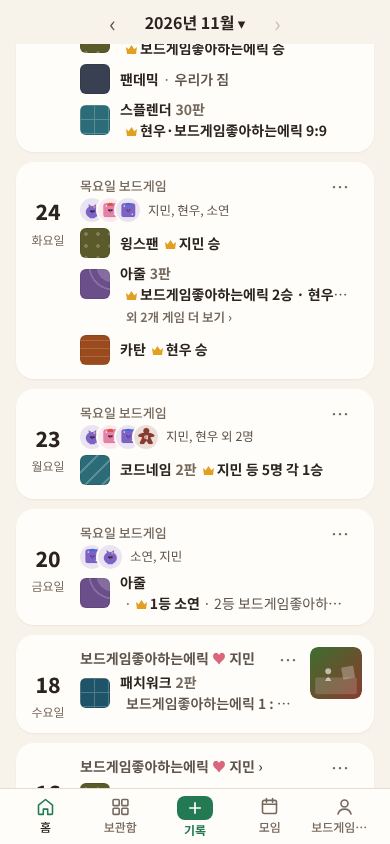 ‹ 2026년 11월 ▾ ›
보드게임좋아하는에릭 승
팬데믹 · 우리가 짐
스플렌더 30판
현우·보드게임좋아하는에릭 9:9
목요일 보드게임 ···
24
화요일
지민, 현우, 소연
윙스팬 지민 승
아줄 3판
보드게임좋아하는에릭 2승 · 현우···
외 2개 게임 더 보기 ›
카탄 현우 승
목요일 보드게임 ···
23
월요일
지민, 현우 외 2명
코드네임 2판 지민 등 5명 각 1승
목요일 보드게임 ···
20
금요일
소연, 지민
아줄
· 1등 소연 · 2등 보드게임좋아하···
보드게임좋아하는에릭 ♥ 지민 ···
18
수요일
패치워크 2판
보드게임좋아하는에릭 1 : ···
보드게임좋아하는에릭 ♥ 지민 › ···
홈
보관함
기록
모임
보드게임···